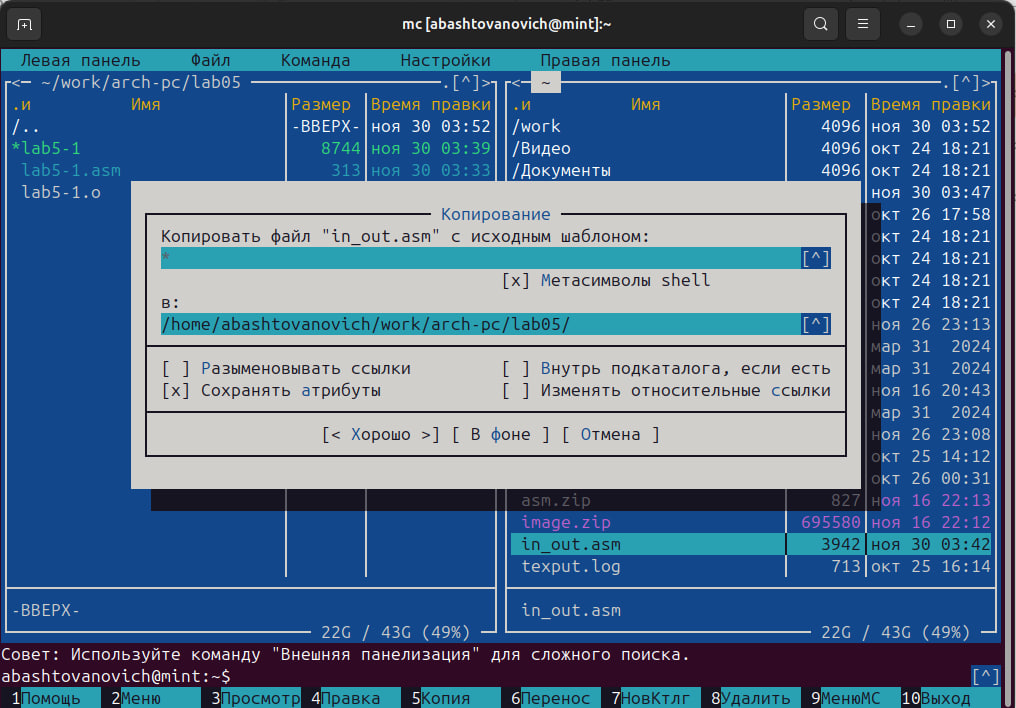 mc [abashtovanovich@mint]:~
Левая панель Файл Команда Настройки Правая панель
<— ~/work/arch-pc/lab05 .[^]> <— ~ .[^]>
.и Имя Размер Время правки .и Имя Размер Время правки
/.. -ВВЕРХ- ноя 30 03:52 /work 4096 ноя 30 03:52
*lab5-1 8744 ноя 30 03:39 /Видео 4096 окт 24 18:21
lab5-1.asm 313 ноя 30 03:33 /Документы 4096 окт 24 18:21
lab5-1.o ноя 30 03:47
Копирование окт 26 17:58
Копировать файл "in_out.asm" с исходным шаблоном: окт 24 18:21
* [^] окт 24 18:21
[x] Метасимволы shell окт 24 18:21
в: окт 24 18:21
/home/abashtovanovich/work/arch-pc/lab05/ [^] ноя 26 23:13
мар 31 2024
[ ] Разыменовывать ссылки [ ] Внутрь подкаталога, если есть мар 31 2024
[x] Сохранять атрибуты [ ] Изменять относительные ссылки ноя 16 20:43
мар 31 2024
[< Хорошо >] [ В фоне ] [ Отмена ] ноя 26 23:08
окт 25 14:12
окт 26 00:31
asm.zip 827 ноя 16 22:13
image.zip 695580 ноя 16 22:12
in_out.asm 3942 ноя 30 03:42
texput.log 713 окт 25 16:14
-ВВЕРХ- in_out.asm
22G / 43G (49%) 22G / 43G (49%)
Совет: Используйте команду "Внешняя панелизация" для сложного поиска.
abashtovanovich@mint:~$ [^]
1Помощь 2Меню 3Просмотр 4Правка 5Копия 6Перенос 7НовКтлг 8Удалить 9МенюМС 10Выход